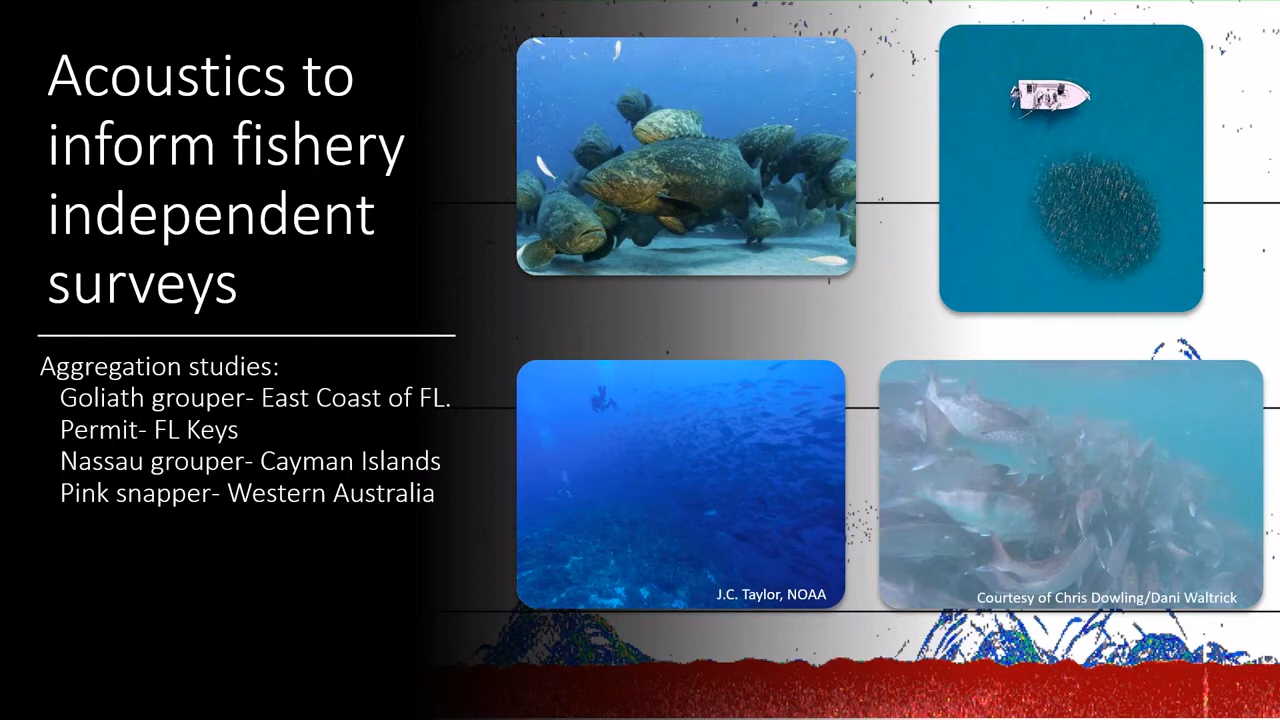 Acoustics to
inform fishery
independent
surveys
Aggregation studies:
Goliath grouper- East Coast of FL.
Permit- FL Keys
Nassau grouper- Cayman Islands
Pink snapper- Western Australia
J.C. Taylor, NOAA
Courtesy of Chris Dowling/Dani Waltrick